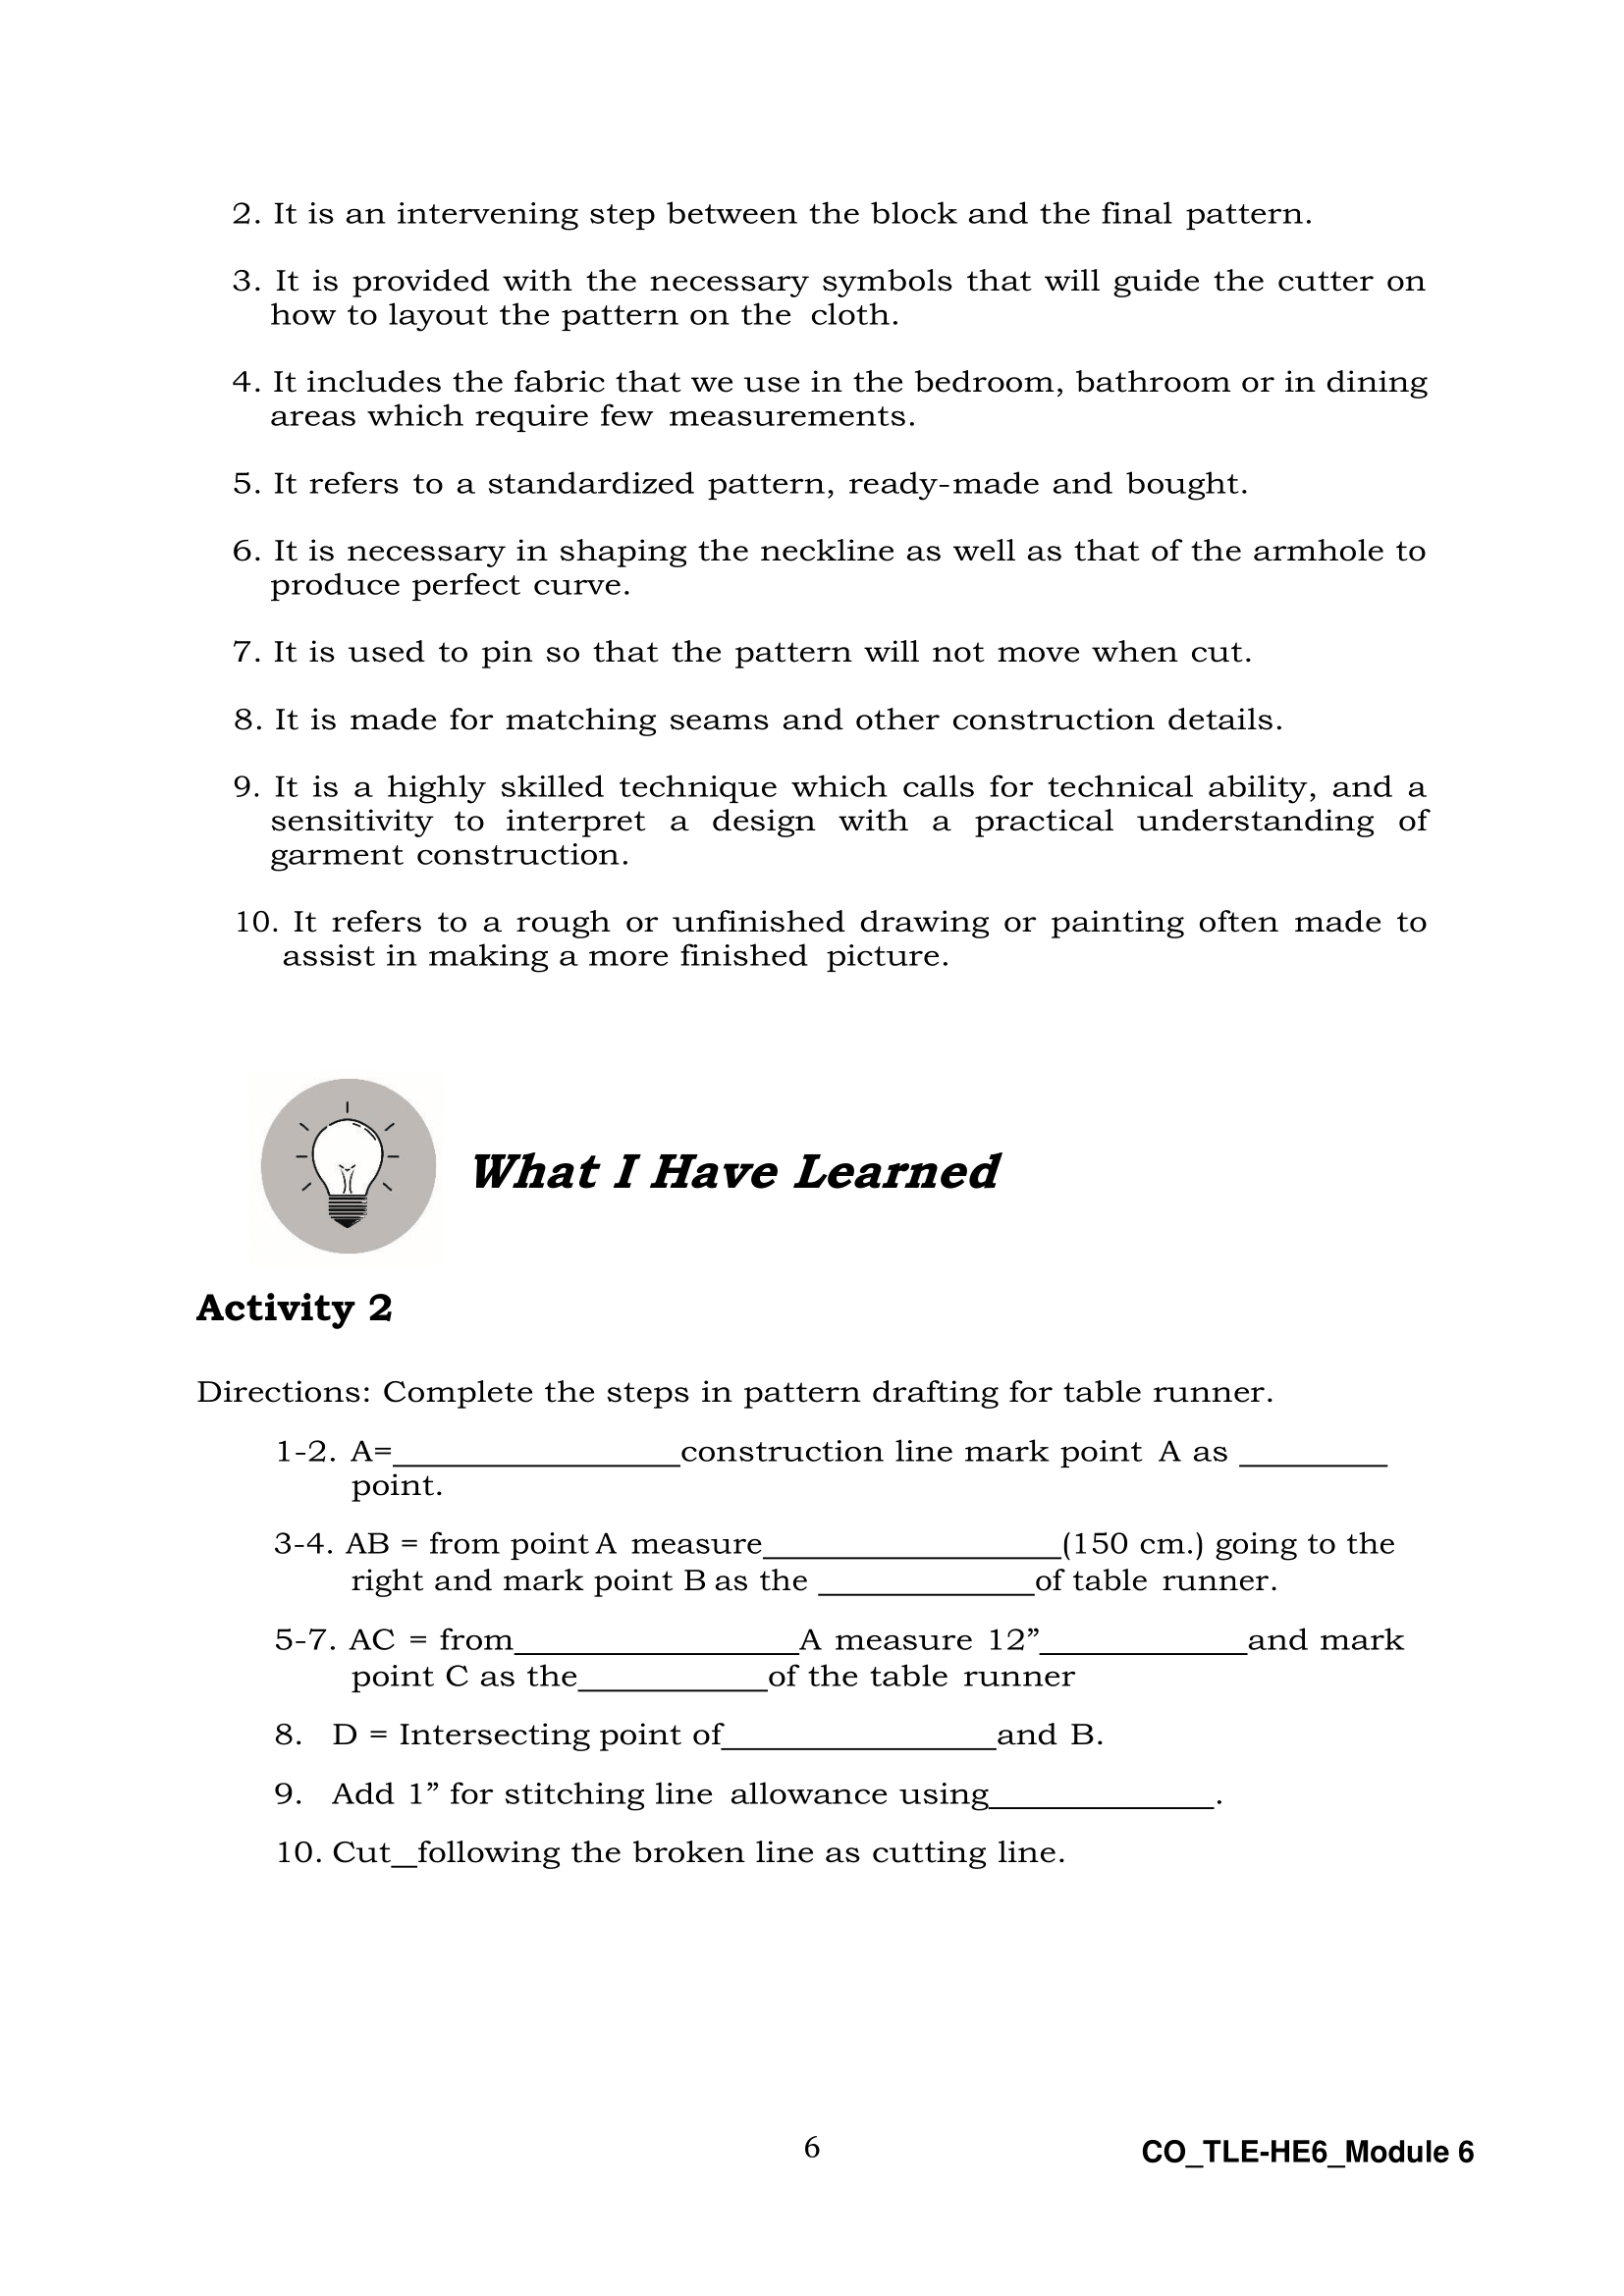 2. It is an intervening step between the block and the final pattern.
3. It is provided with the necessary symbols that will guide the cutter on
how to layout the pattern on the cloth.
4. It includes the fabric that we use in the bedroom, bathroom or in dining
areas which require few measurements.
5. It refers to a standardized pattern, ready-made and bought.
6. It is necessary in shaping the neckline as well as that of the armhole to
produce perfect curve.
7. It is used to pin so that the pattern will not move when cut.
8. It is made for matching seams and other construction details.
9. It is a highly skilled technique which calls for technical ability, and a
sensitivity to interpret a design with a practical understanding of
garment construction.
10. It refers to a rough or unfinished drawing or painting often made to
assist in making a more finished picture.
What I Have Learned
Activity 2
Directions: Complete the steps in pattern drafting for table runner.
1-2. A=___________________construction line mark point A as __________
point.
3-4. AB = from point A measure____________________(150 cm.) going to the
right and mark point B as the ______________of table runner.
5-7. AC = from___________________A measure 12”______________and mark
point C as the_____________of the table runner
8. D = Intersecting point of__________________and B.
9. Add 1” for stitching line allowance using_______________.
10. Cut_following the broken line as cutting line.
6
CO_TLE-HE6_Module 6